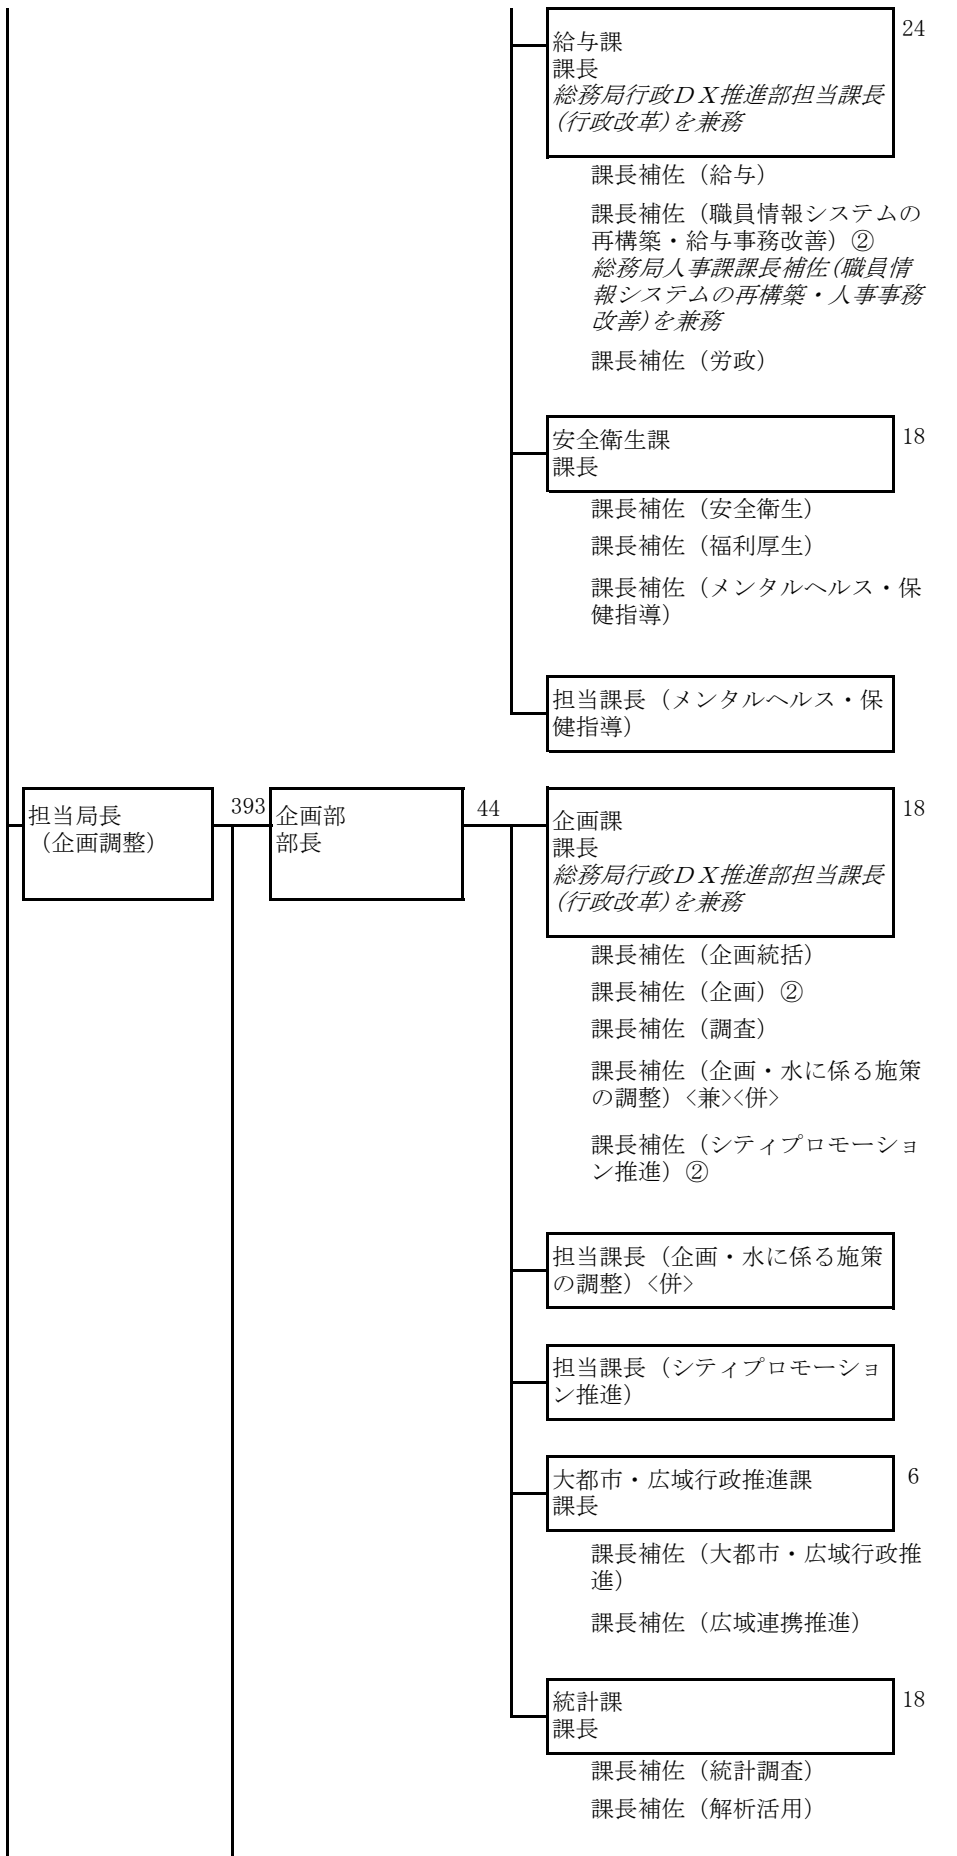 給与課
課長
総務局行政ＤＸ推進部担当課長
(行政改革)を兼務
24
課長補佐（給与）
課長補佐（職員情報システムの
再構築・給与事務改善）②
総務局人事課課長補佐(職員情
報システムの再構築・人事事務
改善)を兼務
課長補佐（労政）
安全衛生課
課長
18
課長補佐（安全衛生）
課長補佐（福利厚生）
課長補佐（メンタルヘルス・保
健指導）
担当課長（メンタルヘルス・保
健指導）
担当局長
（企画調整）
393
企画部
部長
44
企画課
課長
総務局行政ＤＸ推進部担当課長
(行政改革)を兼務
18
課長補佐（企画統括）
課長補佐（企画）②
課長補佐（調査）
課長補佐（企画・水に係る施策
の調整）<兼><併>
課長補佐（シティプロモーショ
ン推進）②
担当課長（企画・水に係る施策
の調整）<併>
担当課長（シティプロモーショ
ン推進）
大都市・広域行政推進課
課長
6
課長補佐（大都市・広域行政推
進）
課長補佐（広域連携推進）
統計課
課長
18
課長補佐（統計調査）
課長補佐（解析活用）